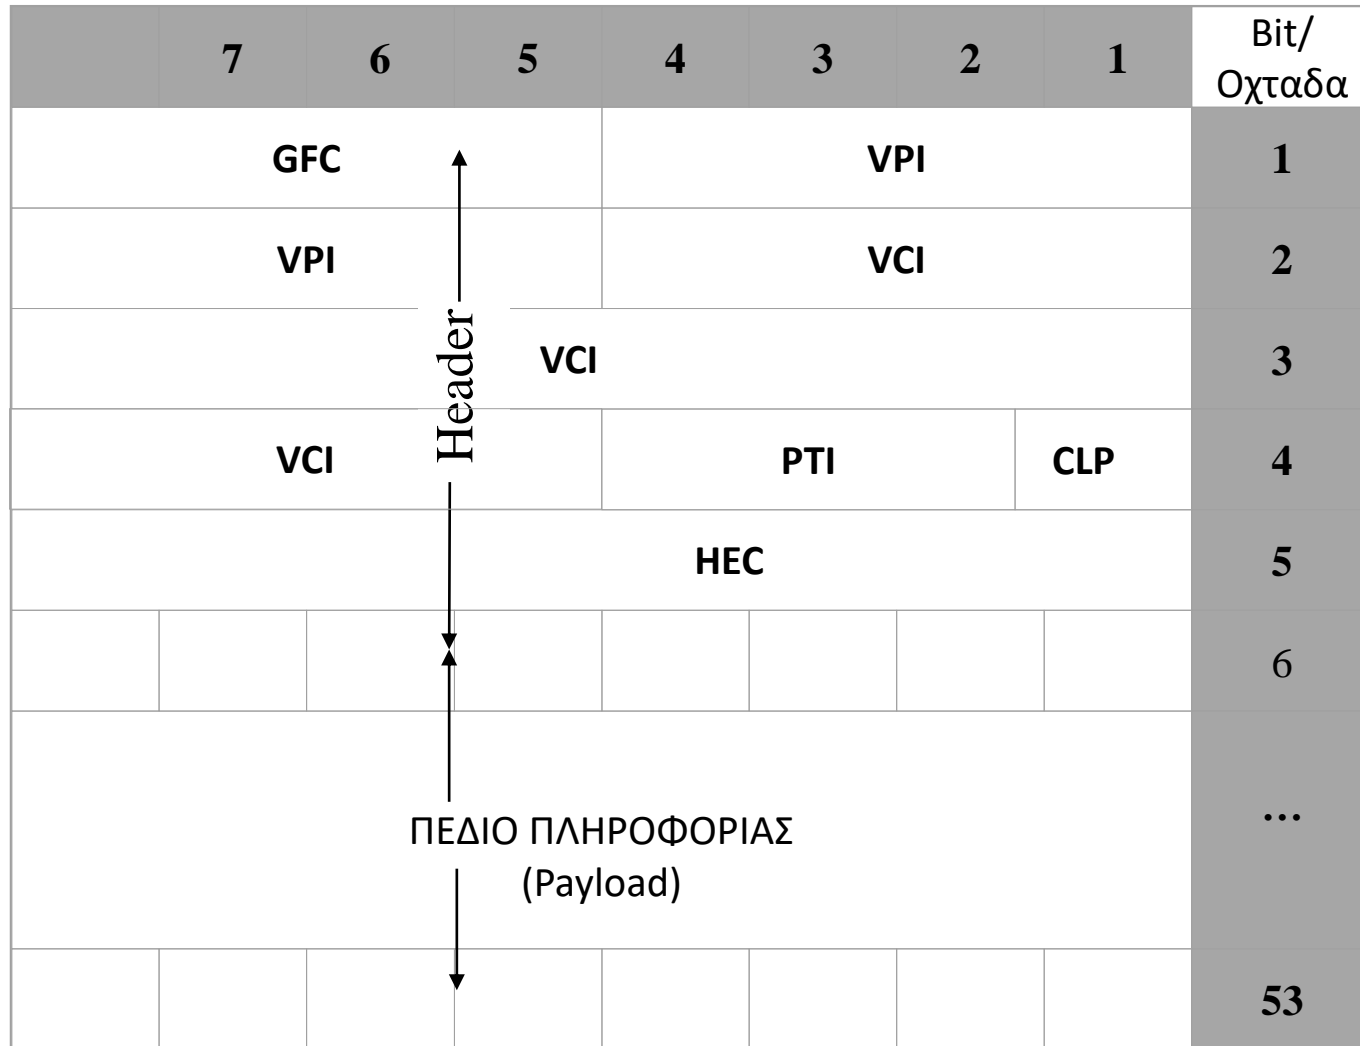 7 6 5 4 3 2 1 Bit/
Οχταδα
GFC VPI 1
VPI VCI 2
VCI 3
Header
VCI PTI CLP 4
HEC 5
6
...
ΠΕΔΙΟ ΠΛΗΡΟΦΟΡΙΑΣ
(Payload)
53